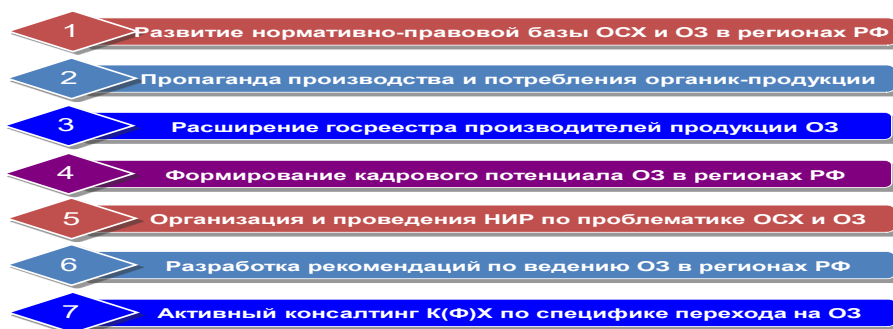 1 Развитие нормативно-правовой базы ОСХ и ОЗ в регионах РФ
2 Пропаганда производства и потребления органик-продукции
3 Расширение госреестра производителей продукции ОЗ
4 Формирование кадрового потенциала ОЗ в регионах РФ
5 Организация и проведения НИР по проблематике ОСХ и ОЗ
6 Разработка рекомендаций по ведению ОЗ в регионах РФ
7 Активный консалтинг К(Ф)Х по специфике перехода на ОЗ